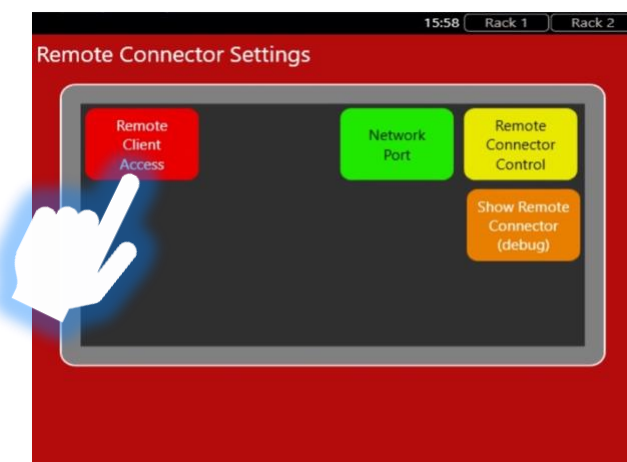 15:58 Rack 1 Rack 2
Remote Connector Settings
Remote
Client
Access
Network
Port
Remote
Connector
Control
Show Remote
Connector
(debug)